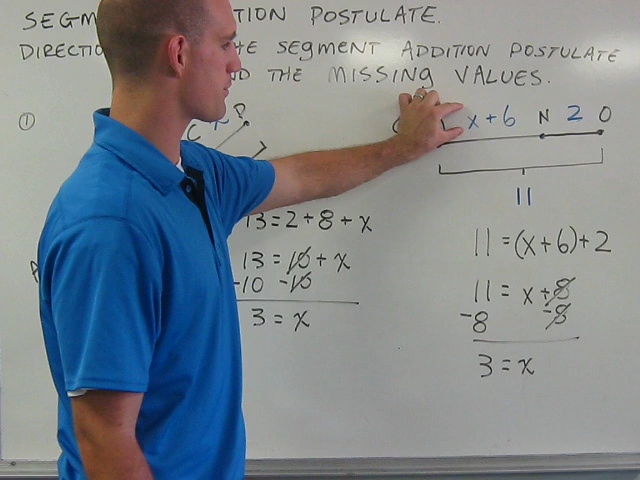 SEGM TION POSTULATE.
DIRECTIO HE SEGMENT ADDITION POSTULATE
D THE MISSING VALUES.
① C x P
x+6 N 2 O
11
13=2+8+x
13=10+x
-10 -10
3=x
11=(x+6)+2
11=x+8
-8 -8
3=x